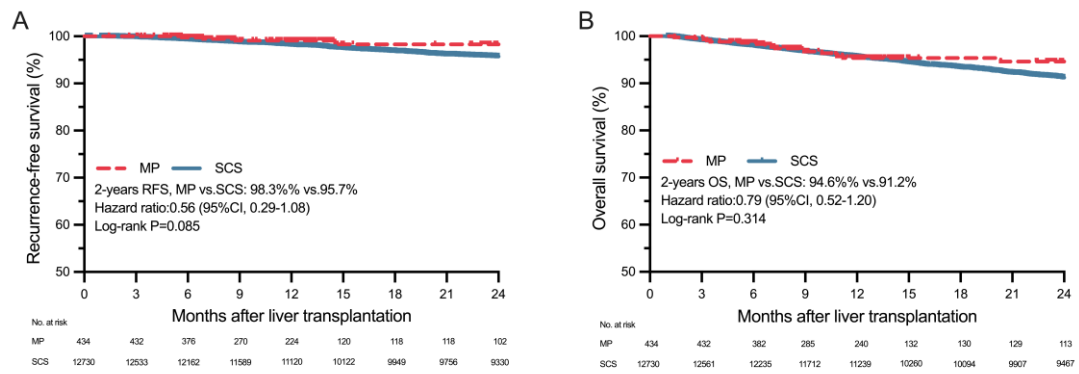 A
100
90
80
70
60
50
Recurrence-free survival (%)
MP SCS
2-years RFS, MP vs.SCS: 98.3%% vs.95.7%
Hazard ratio:0.56 (95%CI, 0.29-1.08)
Log-rank P=0.085
0 3 6 9 12 15 18 21 24
Months after liver transplantation
No. at risk
MP 434 432 376 270 224 120 118 118 102
SCS 12730 12533 12162 11589 11120 10122 9949 9756 9330
B
100
90
80
70
60
50
Overall survival (%)
MP SCS
2-years OS, MP vs.SCS: 94.6%% vs.91.2%
Hazard ratio:0.79 (95%CI, 0.52-1.20)
Log-rank P=0.314
0 3 6 9 12 15 18 21 24
Months after liver transplantation
No. at risk
MP 434 432 382 285 240 132 130 129 113
SCS 12730 12561 12235 11712 11239 10260 10094 9907 9467